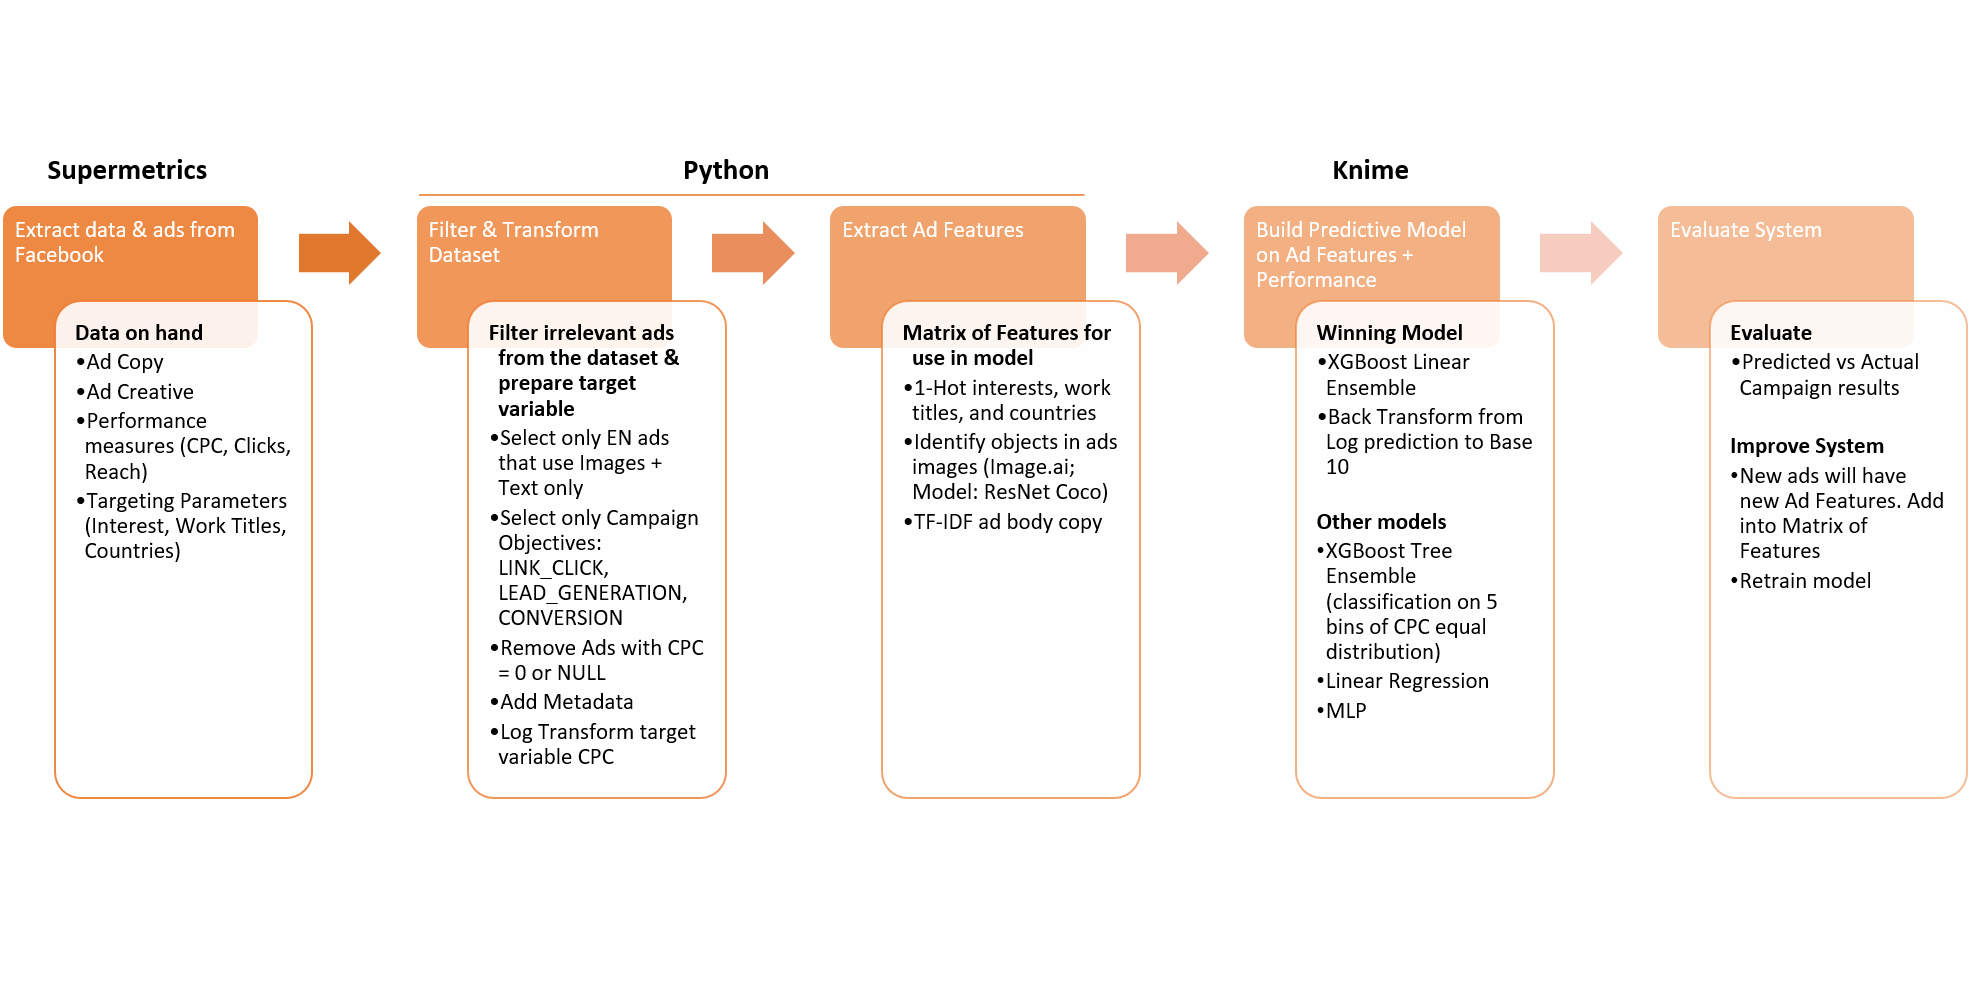 Supermetrics
Python
Knime
Extract data & ads from
Facebook
Data on hand
•Ad Copy
•Ad Creative
•Performance
measures (CPC, Clicks,
Reach)
•Targeting Parameters
(Interest, Work Titles,
Countries)
Filter & Transform
Dataset
Filter irrelevant ads
from the dataset &
prepare target
variable
•Select only EN ads
that use Images +
Text only
•Select only Campaign
Objectives:
LINK_CLICK,
LEAD_GENERATION,
CONVERSION
•Remove Ads with CPC
= 0 or NULL
•Add Metadata
•Log Transform target
variable CPC
Extract Ad Features
Matrix of Features for
use in model
•1-Hot interests, work
titles, and countries
•Identify objects in ads
images (Image.ai;
Model: ResNet Coco)
•TF-IDF ad body copy
Build Predictive Model
on Ad Features +
Performance
Winning Model
•XGBoost Linear
Ensemble
•Back Transform from
Log prediction to Base
10
Other models
•XGBoost Tree
Ensemble
(classification on 5
bins of CPC equal
distribution)
•Linear Regression
•MLP
Evaluate System
Evaluate
•Predicted vs Actual
Campaign results
Improve System
•New ads will have
new Ad Features. Add
into Matrix of
Features
•Retrain model